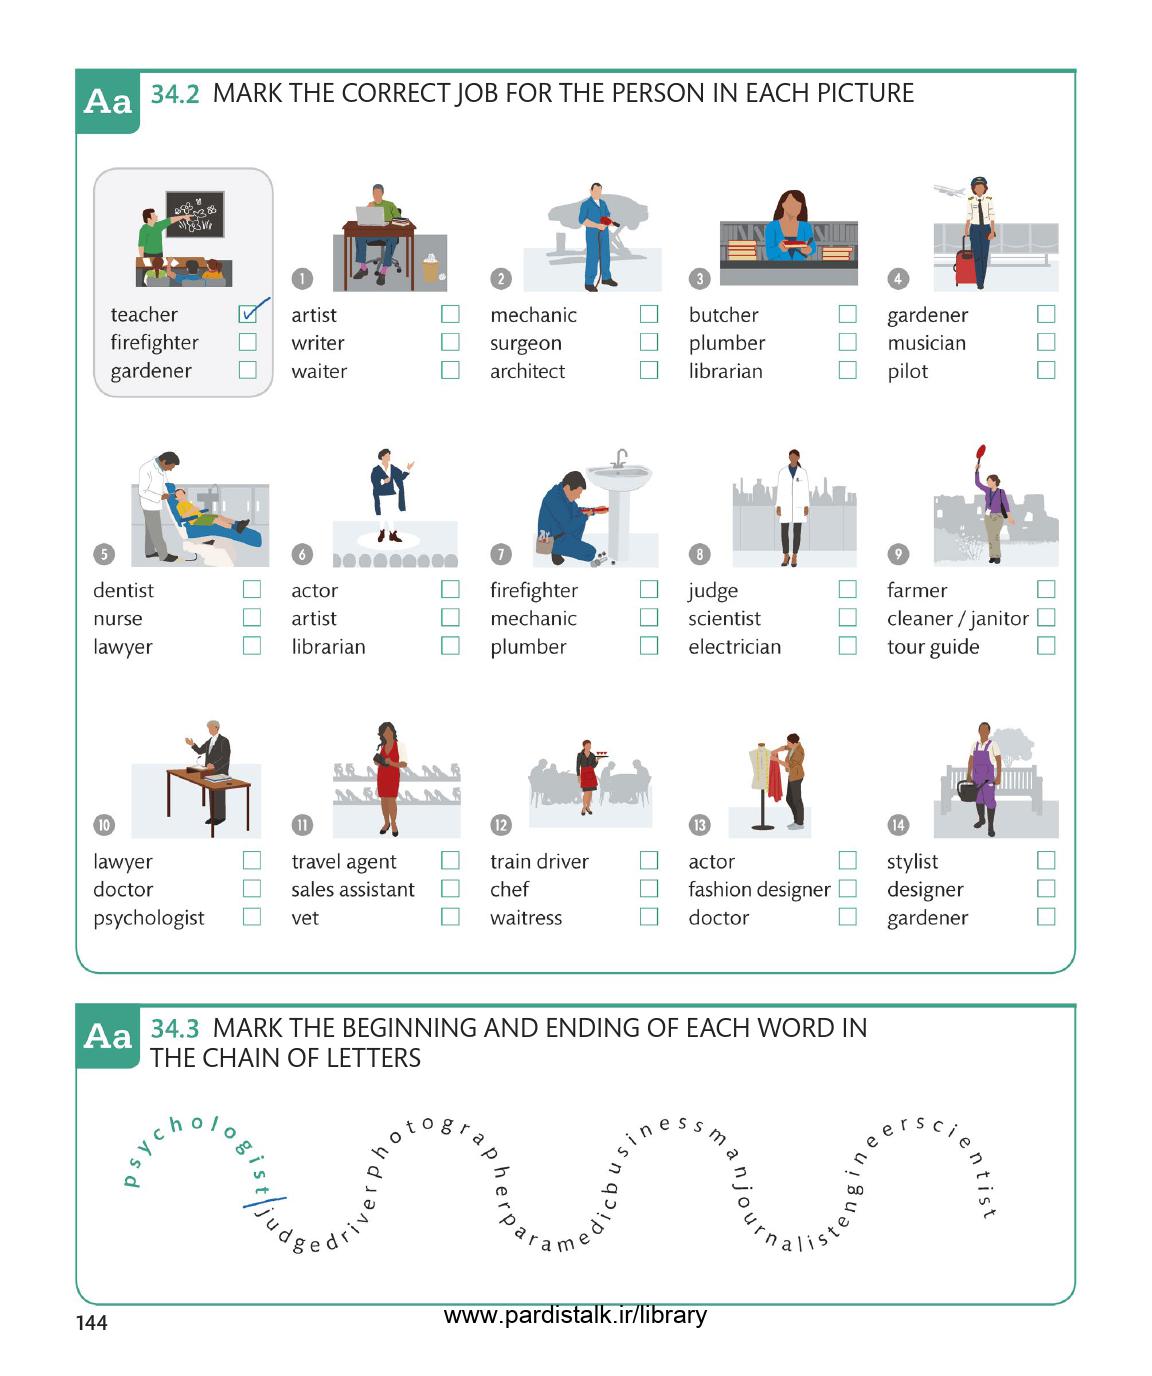 Aa 34.2 MARK THE CORRECT JOB FOR THE PERSON IN EACH PICTURE
teacher
firefighter
gardener
1
artist
writer
waiter
2
mechanic
surgeon
architect
3
butcher
plumber
librarian
4
gardener
musician
pilot
5
dentist
nurse
lawyer
6
actor
artist
librarian
7
firefighter
mechanic
plumber
8
judge
scientist
electrician
9
farmer
cleaner / janitor
tour guide
10
lawyer
doctor
psychologist
11
travel agent
sales assistant
vet
12
train driver
chef
waitress
13
actor
fashion designer
doctor
14
stylist
designer
gardener
Aa 34.3 MARK THE BEGINNING AND ENDING OF EACH WORD IN
THE CHAIN OF LETTERS
psychologistjudgedriverphotographerparamedicbusinessmanjournalistengineerscientist
144
www.pardistalk.ir/library